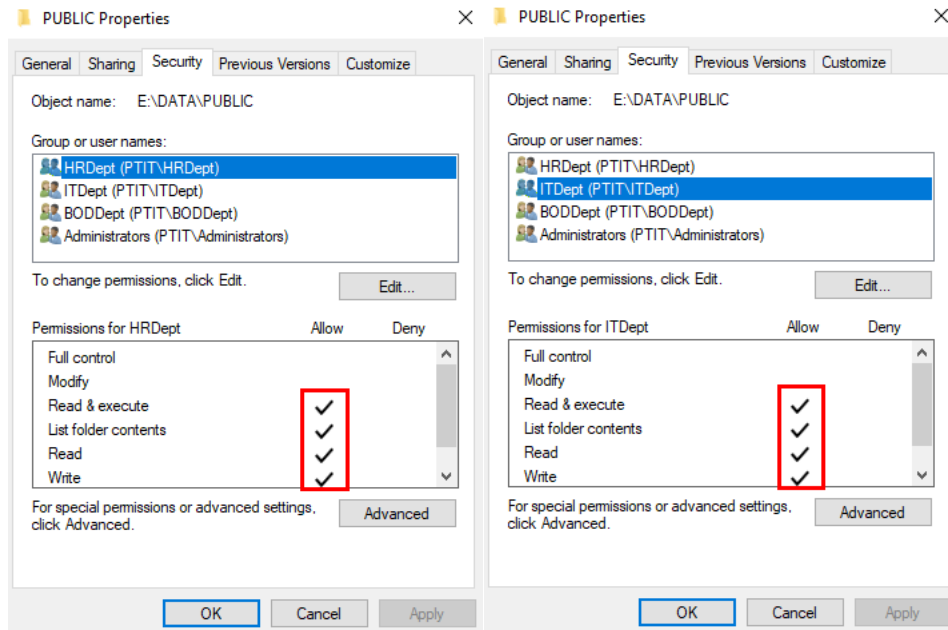 PUBLIC Properties
General Sharing Security Previous Versions Customize
Object name: E:\DATA\PUBLIC
Group or user names:
HRDept (PTIT\HRDept)
ITDept (PTIT\ITDept)
BODDept (PTIT\BODDept)
Administrators (PTIT\Administrators)
To change permissions, click Edit.
Edit...
Permissions for HRDept Allow Deny
Full control
Modify
Read & execute
List folder contents
Read
Write
For special permissions or advanced settings,
click Advanced.
Advanced
OK Cancel Apply
PUBLIC Properties
General Sharing Security Previous Versions Customize
Object name: E:\DATA\PUBLIC
Group or user names:
HRDept (PTIT\HRDept)
ITDept (PTIT\ITDept)
BODDept (PTIT\BODDept)
Administrators (PTIT\Administrators)
To change permissions, click Edit.
Edit...
Permissions for ITDept Allow Deny
Full control
Modify
Read & execute
List folder contents
Read
Write
For special permissions or advanced settings,
click Advanced.
Advanced
OK Cancel Apply